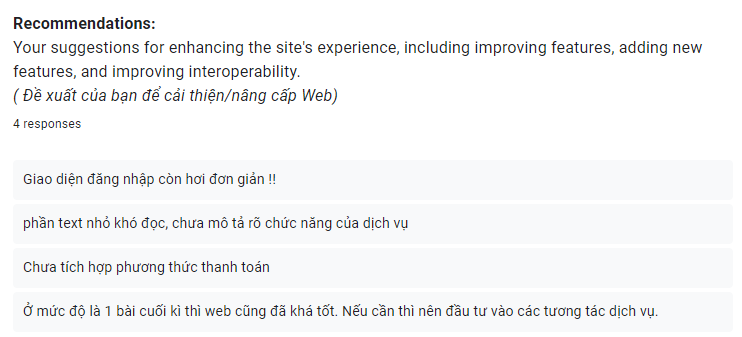 Recommendations:
Your suggestions for enhancing the site's experience, including improving features, adding new
features, and improving interoperability.
( Đề xuất của bạn để cải thiện/nâng cấp Web)
4 responses
Giao diện đăng nhập còn hơi đơn giản !!
phần text nhỏ khó đọc, chưa mô tả rõ chức năng của dịch vụ
Chưa tích hợp phương thức thanh toán
Ở mức độ là 1 bài cuối kì thì web cũng đã khá tốt. Nếu cần thì nên đầu tư vào các tương tác dịch vụ.